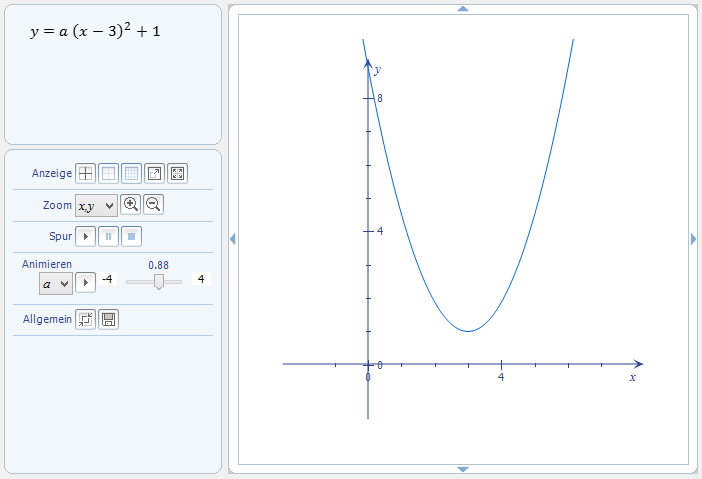 y = a (x − 3)² + 1
Anzeige
Zoom x,y
Spur
Animieren 0.88
a -4 4
Allgemein
y
8
4
0
0 4 x